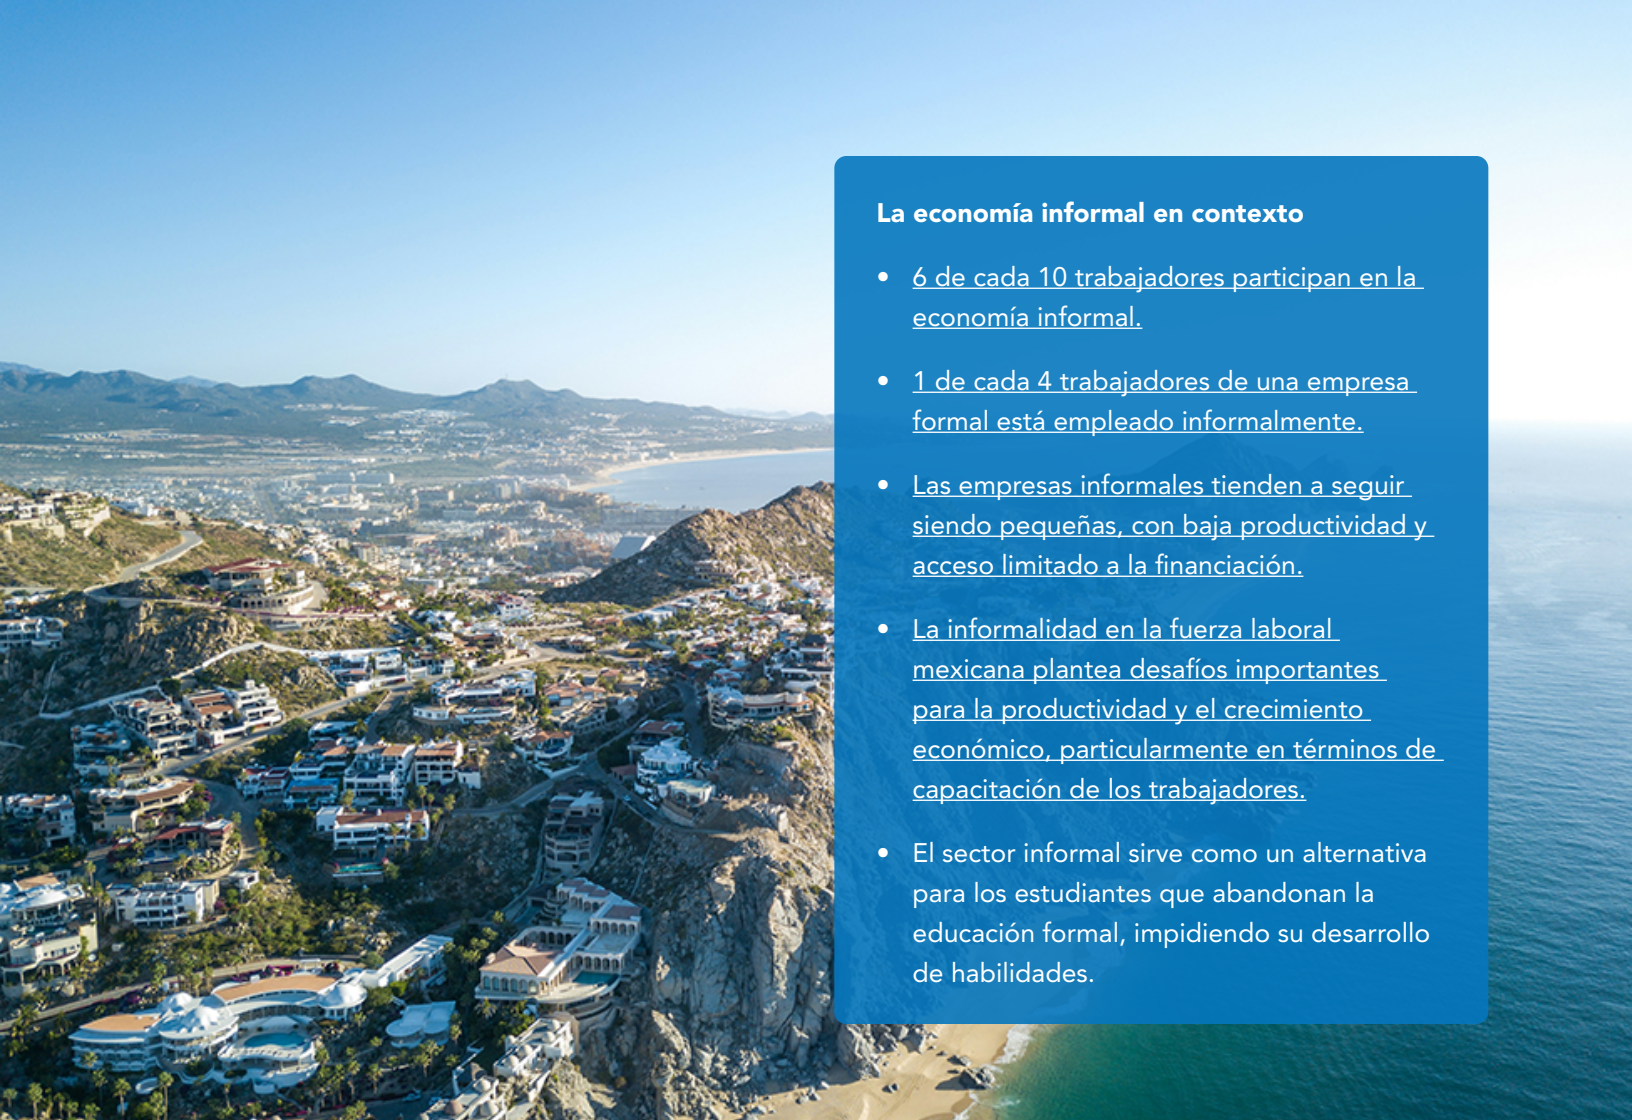 La economía informal en contexto
• 6 de cada 10 trabajadores participan en la
economía informal.
• 1 de cada 4 trabajadores de una empresa
formal está empleado informalmente.
• Las empresas informales tienden a seguir
siendo pequeñas, con baja productividad y
acceso limitado a la financiación.
• La informalidad en la fuerza laboral
mexicana plantea desafíos importantes
para la productividad y el crecimiento
económico, particularmente en términos de
capacitación de los trabajadores.
• El sector informal sirve como un alternativa
para los estudiantes que abandonan la
educación formal, impidiendo su desarrollo
de habilidades.